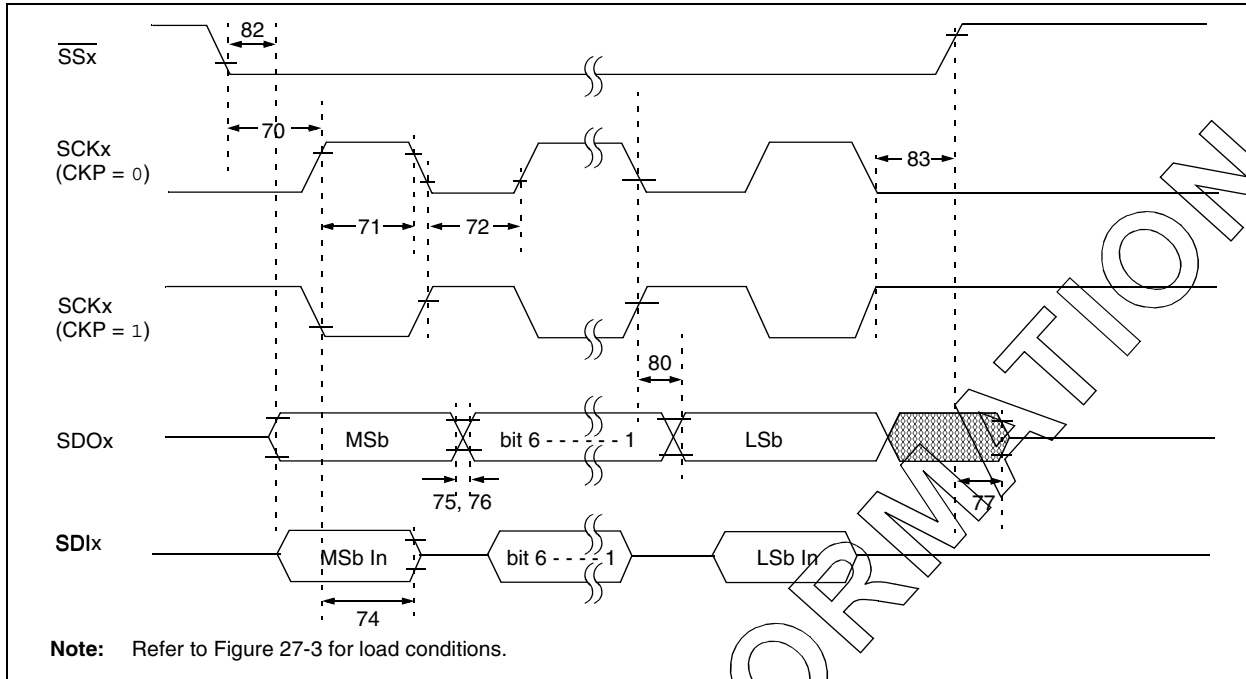 82
SSx
70
SCKx
(CKP = 0)
83
71
72
SCKx
(CKP = 1)
80
SDOx
MSb
bit 6 - - - - - - 1
LSb
75, 76
77
SDIx
MSb In
bit 6 - - - - 1
LSb In
74
Note: Refer to Figure 27-3 for load conditions.
ORMATION